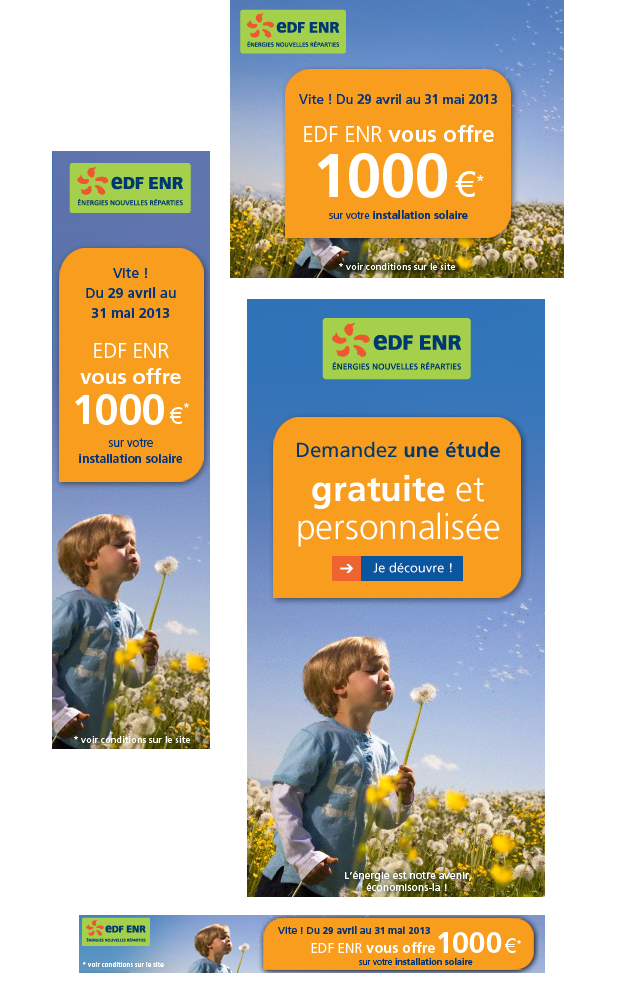 eDF ENR
ÉNERGIES NOUVELLES RÉPARTIES
Vite ! Du 29 avril au 31 mai 2013
EDF ENR vous offre
1000 €*
sur votre installation solaire
* voir conditions sur le site
eDF ENR
ÉNERGIES NOUVELLES RÉPARTIES
Vite !
Du 29 avril au
31 mai 2013
EDF ENR
vous offre
1000 €*
sur votre
installation solaire
* voir conditions sur le site
eDF ENR
ÉNERGIES NOUVELLES RÉPARTIES
Demandez une étude
gratuite et
personnalisée
➔ Je découvre !
L'énergie est notre avenir,
économisons-la !
eDF ENR
ÉNERGIES NOUVELLES RÉPARTIES
* voir conditions sur le site
Vite ! Du 29 avril au 31 mai 2013
EDF ENR vous offre 1000 €*
sur votre installation solaire